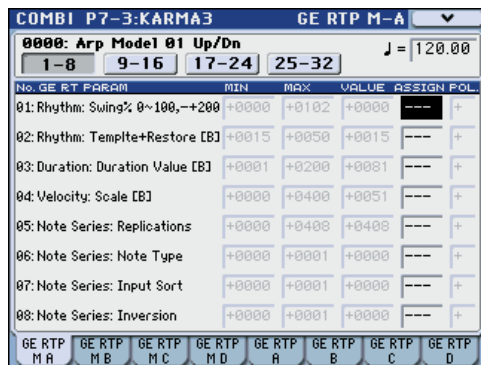 COMBI P7-3:KARMA3 GE RTP M-A
0000: Arp Model 01 Up/Dn ♩= 120.00
1-8 9-16 17-24 25-32
No. GE RT PARAM MIN MAX VALUE ASSIGN POL.
01: Rhythm: Swing% 0~100,-+200 +0000 +0102 +0000 --- +
02: Rhythm: Templte+Restore [B] +0015 +0050 +0015 --- +
03: Duration: Duration Value [B] +0001 +0200 +0081 --- +
04: Velocity: Scale [B] +0000 +0400 +0051 --- +
05: Note Series: Replications +0000 +0408 +0408 --- +
06: Note Series: Note Type +0000 +0001 +0000 --- +
07: Note Series: Input Sort +0000 +0001 +0000 --- +
08: Note Series: Inversion +0000 +0001 +0000 --- +
GE RTP M A GE RTP M B GE RTP M C GE RTP M D GE RTP A GE RTP B GE RTP C GE RTP D